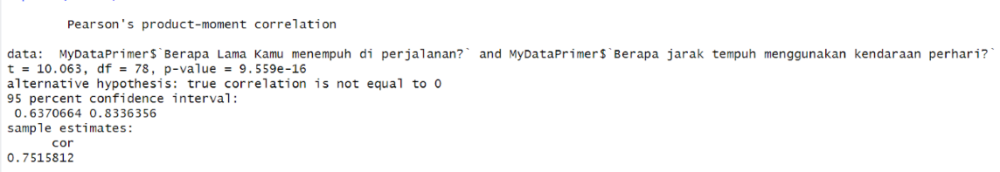 Pearson's product-moment correlation
data:  MyDataPrimer$`Berapa Lama Kamu menempuh di perjalanan?` and MyDataPrimer$`Berapa jarak tempuh menggunakan kendaraan perhari?`
t = 10.063, df = 78, p-value = 9.559e-16
alternative hypothesis: true correlation is not equal to 0
95 percent confidence interval:
0.6370664 0.8336356
sample estimates:
cor
0.7515812